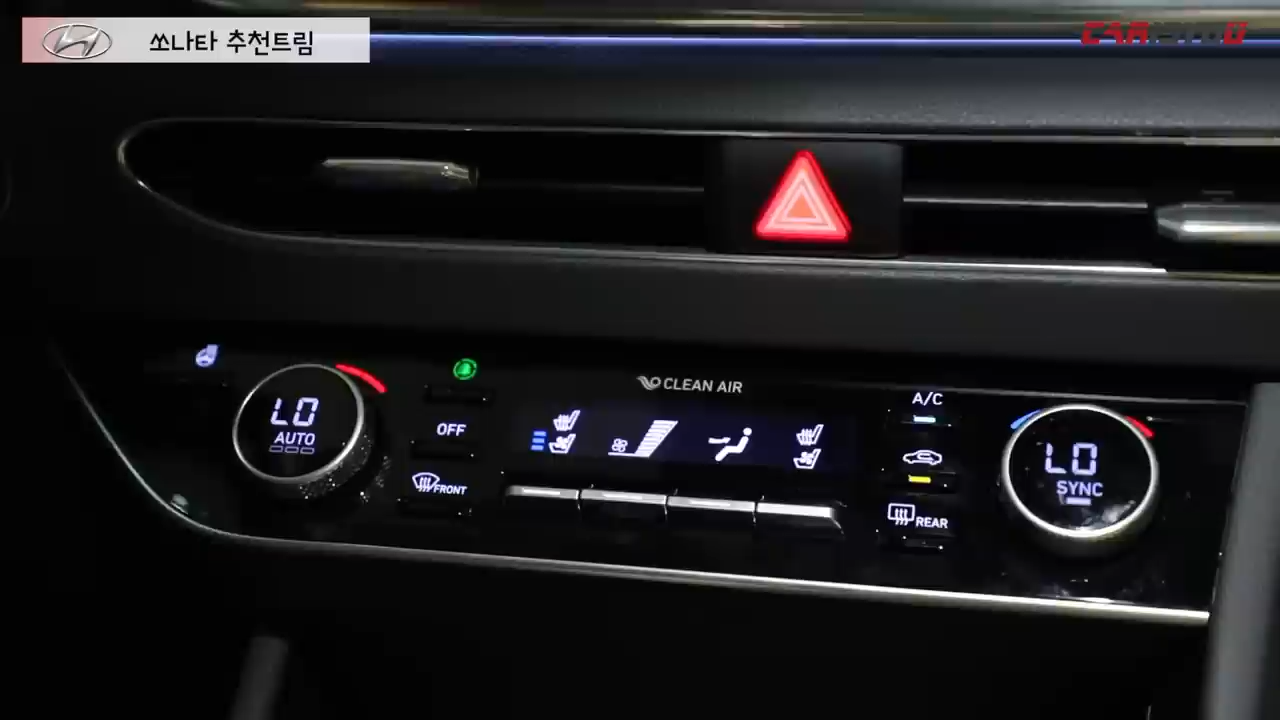 쏘나타 추천트림
CLEAN AIR
LO
AUTO
OFF
FRONT
A/C
REAR
LO
SYNC